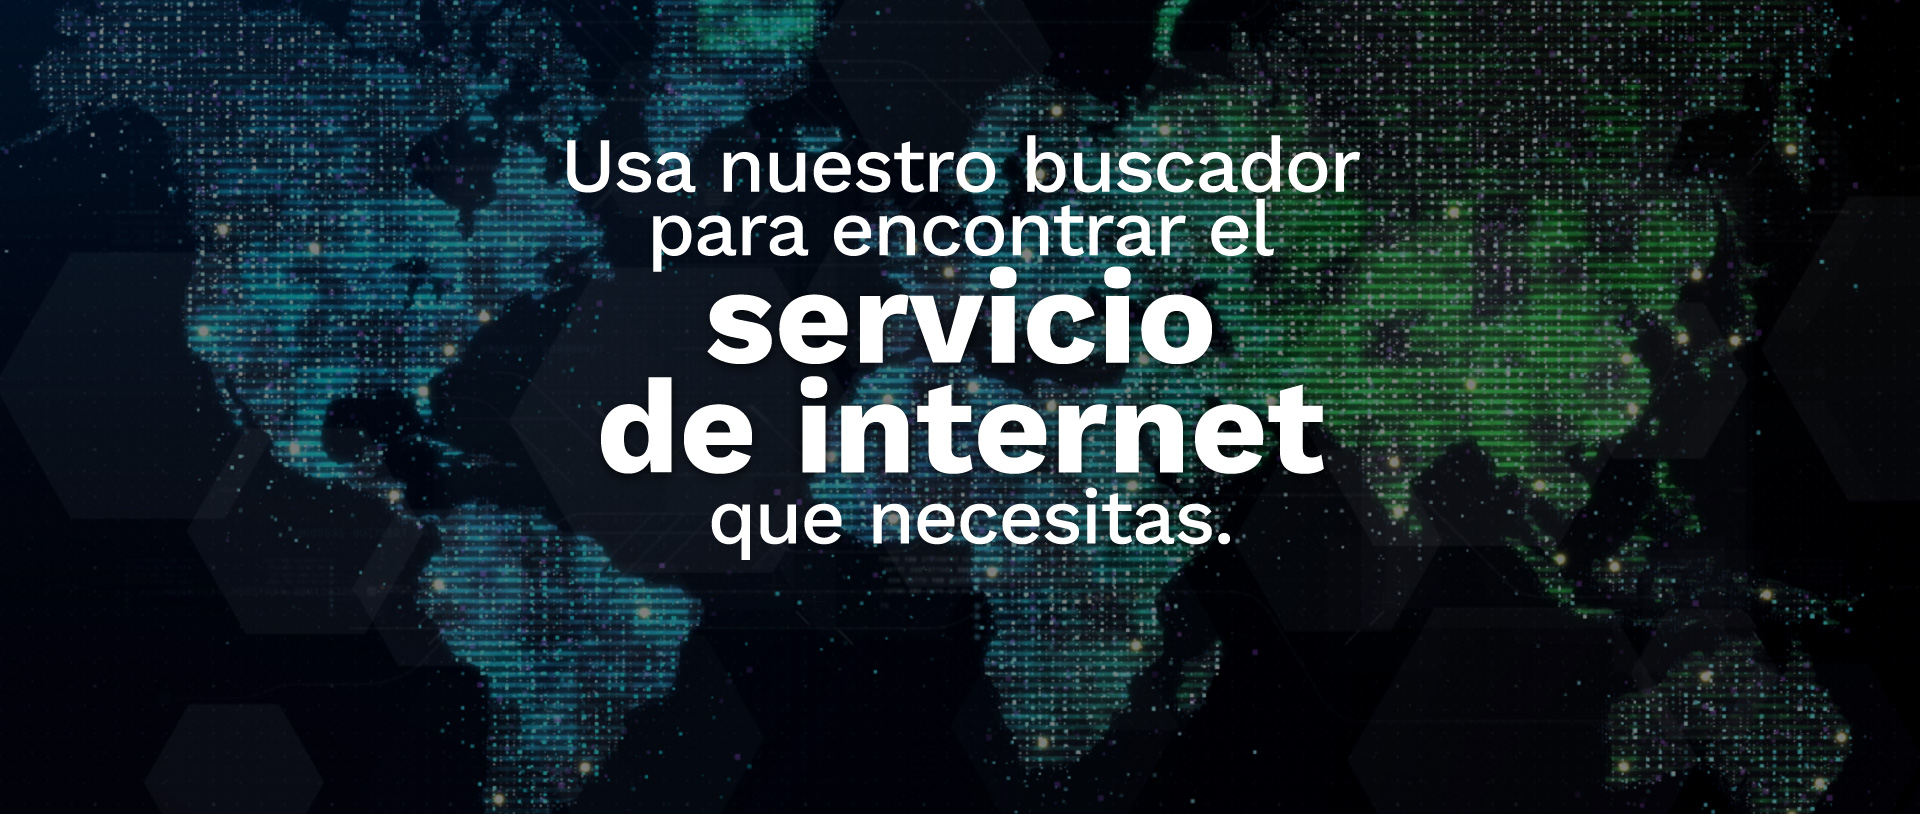 Usa nuestro buscador
para encontrar el
servicio
de internet
que necesitas.